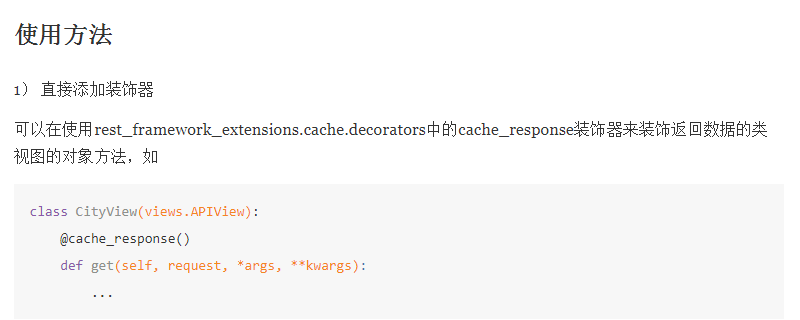 使用方法
1） 直接添加装饰器
可以在使用rest_framework_extensions.cache.decorators中的cache_response装饰器来装饰返回数据的类
视图的对象方法，如
class CityView(views.APIView):
    @cache_response()
    def get(self, request, *args, **kwargs):
        ...